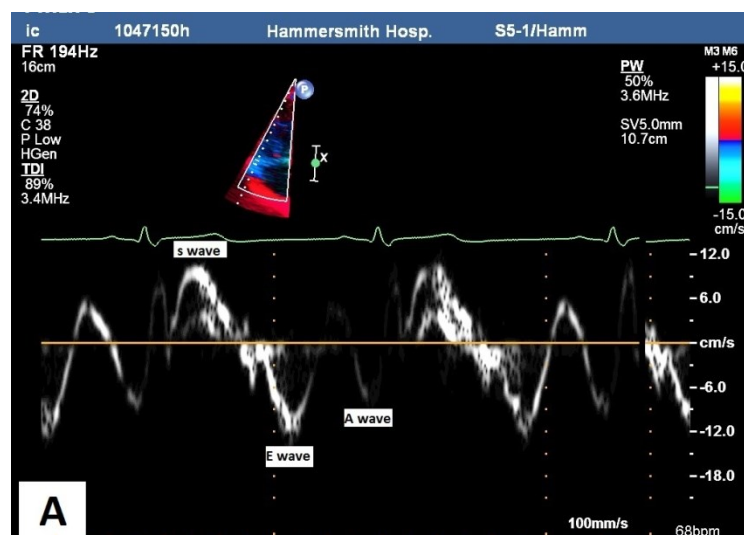 ic 1047150h Hammersmith Hosp. S5-1/Hamm
FR 194Hz
16cm
2D
74%
C 38
P Low
HGen
TDI
89%
3.4MHz
P
X
PW
50%
3.6MHz
SV5.0mm
10.7cm
M3 M6
+15.0
-15.0
cm/s
s wave
12.0
6.0
cm/s
-6.0
A wave
-12.0
E wave
-18.0
A
100mm/s
68bpm